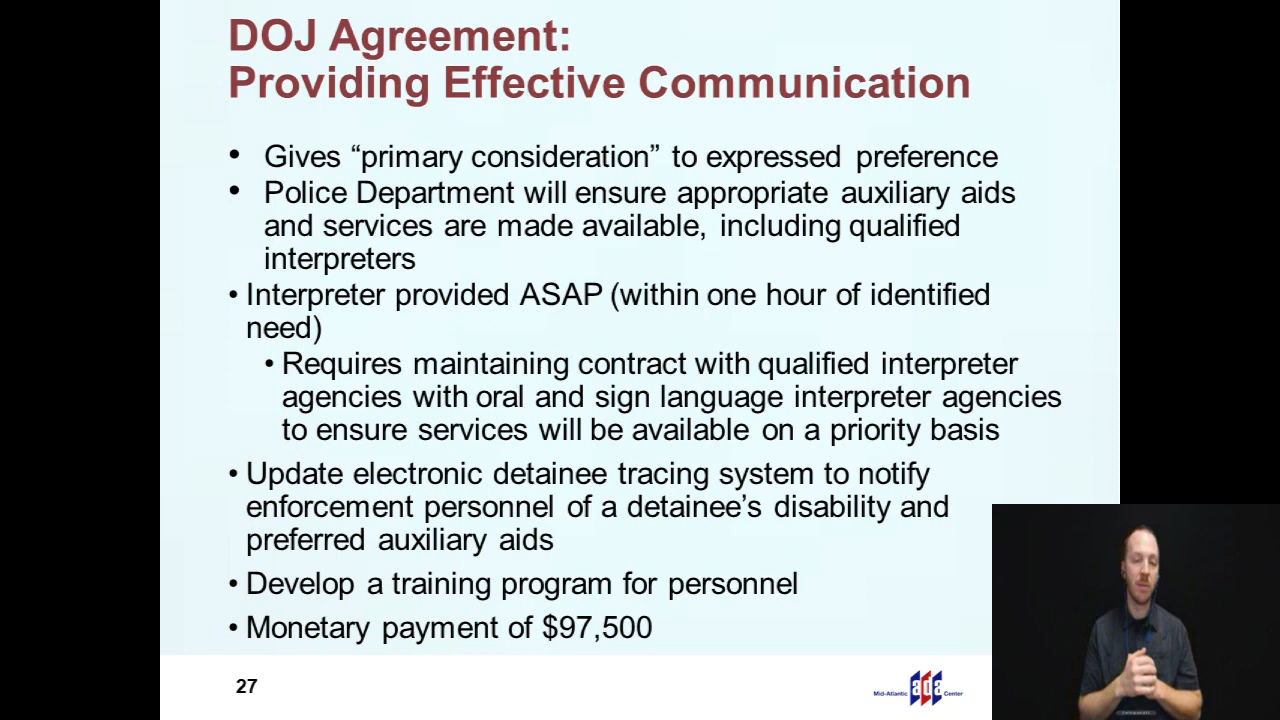 DOJ Agreement:
Providing Effective Communication
• Gives “primary consideration” to expressed preference
• Police Department will ensure appropriate auxiliary aids
and services are made available, including qualified
interpreters
• Interpreter provided ASAP (within one hour of identified
need)
• Requires maintaining contract with qualified interpreter
agencies with oral and sign language interpreter agencies
to ensure services will be available on a priority basis
• Update electronic detainee tracing system to notify
enforcement personnel of a detainee’s disability and
preferred auxiliary aids
• Develop a training program for personnel
• Monetary payment of $97,500
27
Mid-Atlantic ada Center